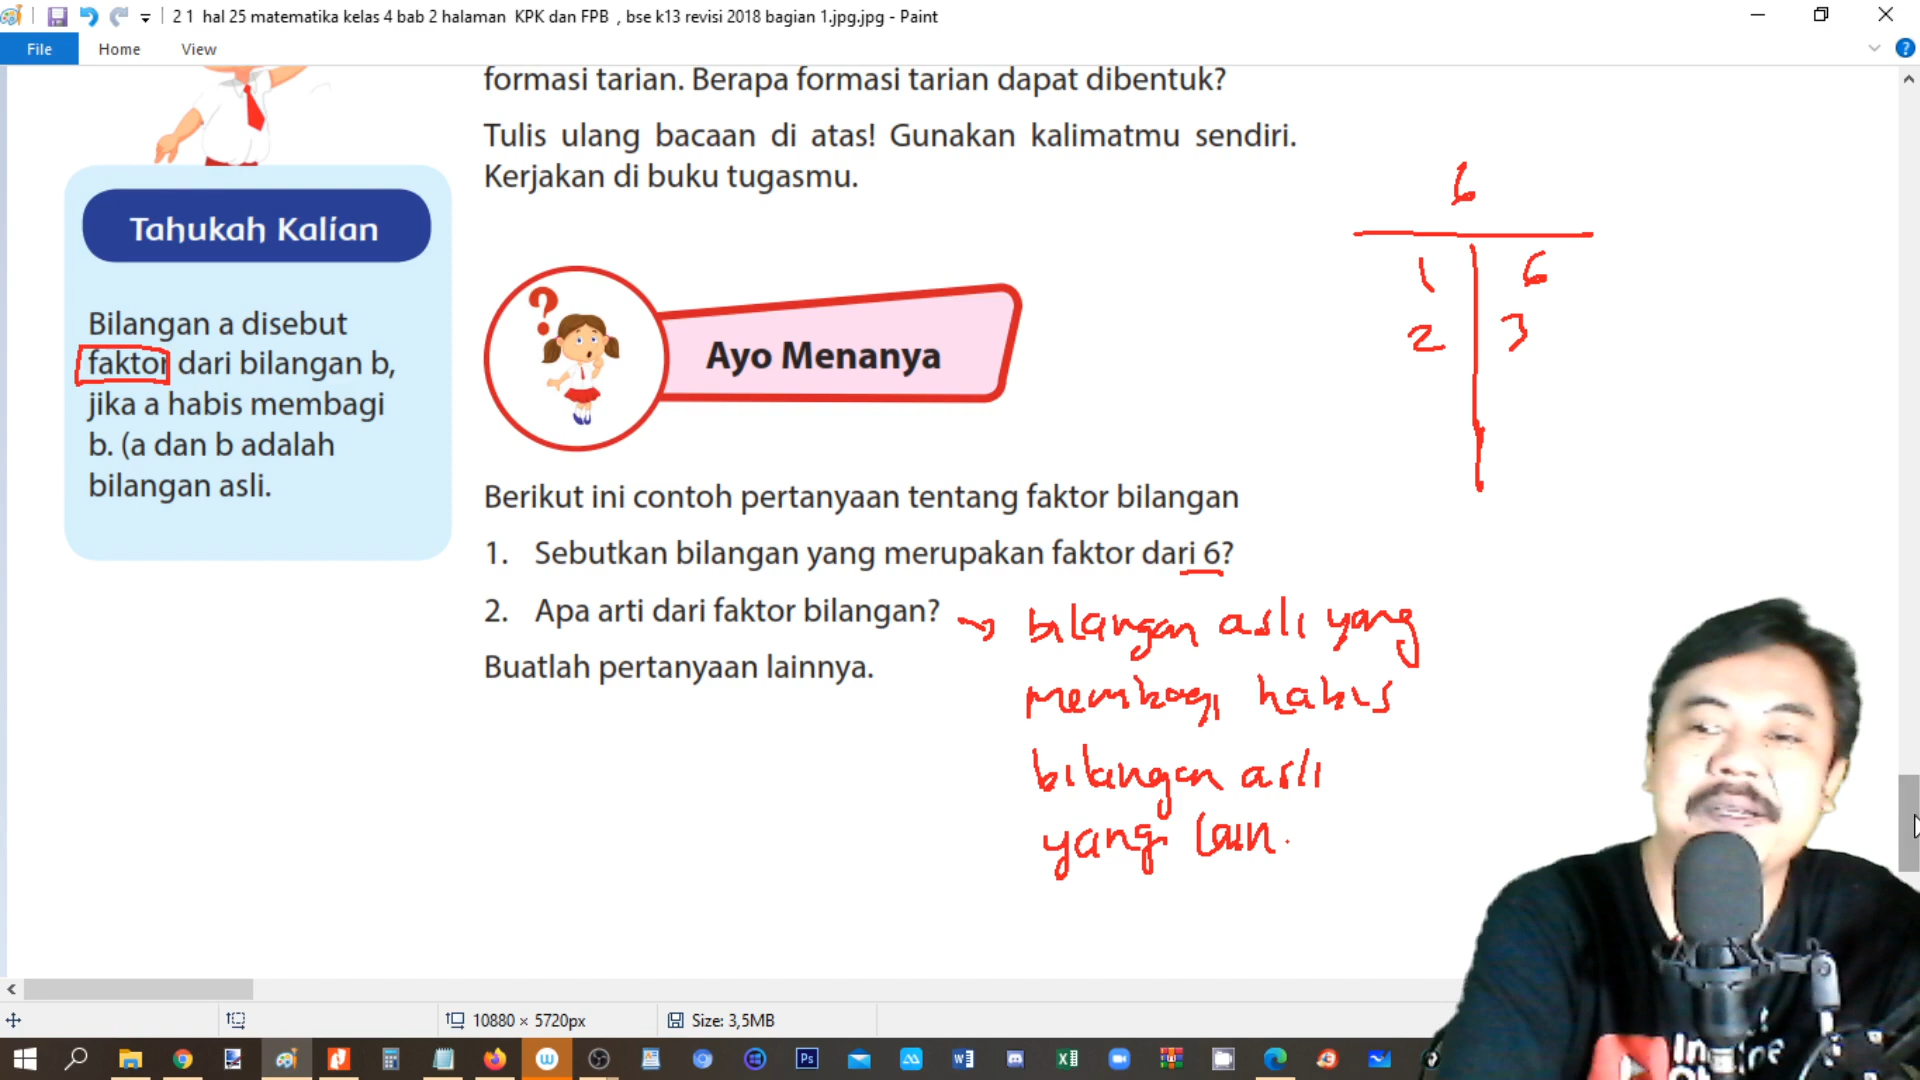 2 1 hal 25 matematika kelas 4 bab 2 halaman KPK dan FPB , bse k13 revisi 2018 bagian 1.jpg.jpg - Paint
File Home View
formasi tarian. Berapa formasi tarian dapat dibentuk?
Tulis ulang bacaan di atas! Gunakan kalimatmu sendiri.
Kerjakan di buku tugasmu.
Tahukah Kalian
Bilangan a disebut
faktor dari bilangan b,
jika a habis membagi
b. (a dan b adalah
bilangan asli.
?
Ayo Menanya
6
1 6
2 3
Berikut ini contoh pertanyaan tentang faktor bilangan
1. Sebutkan bilangan yang merupakan faktor dari 6?
2. Apa arti dari faktor bilangan?
Buatlah pertanyaan lainnya.
bilangan asli yang
membagi habis
bilangan asli
yang lain.
10880 × 5720px
Size: 3,5MB
Ps